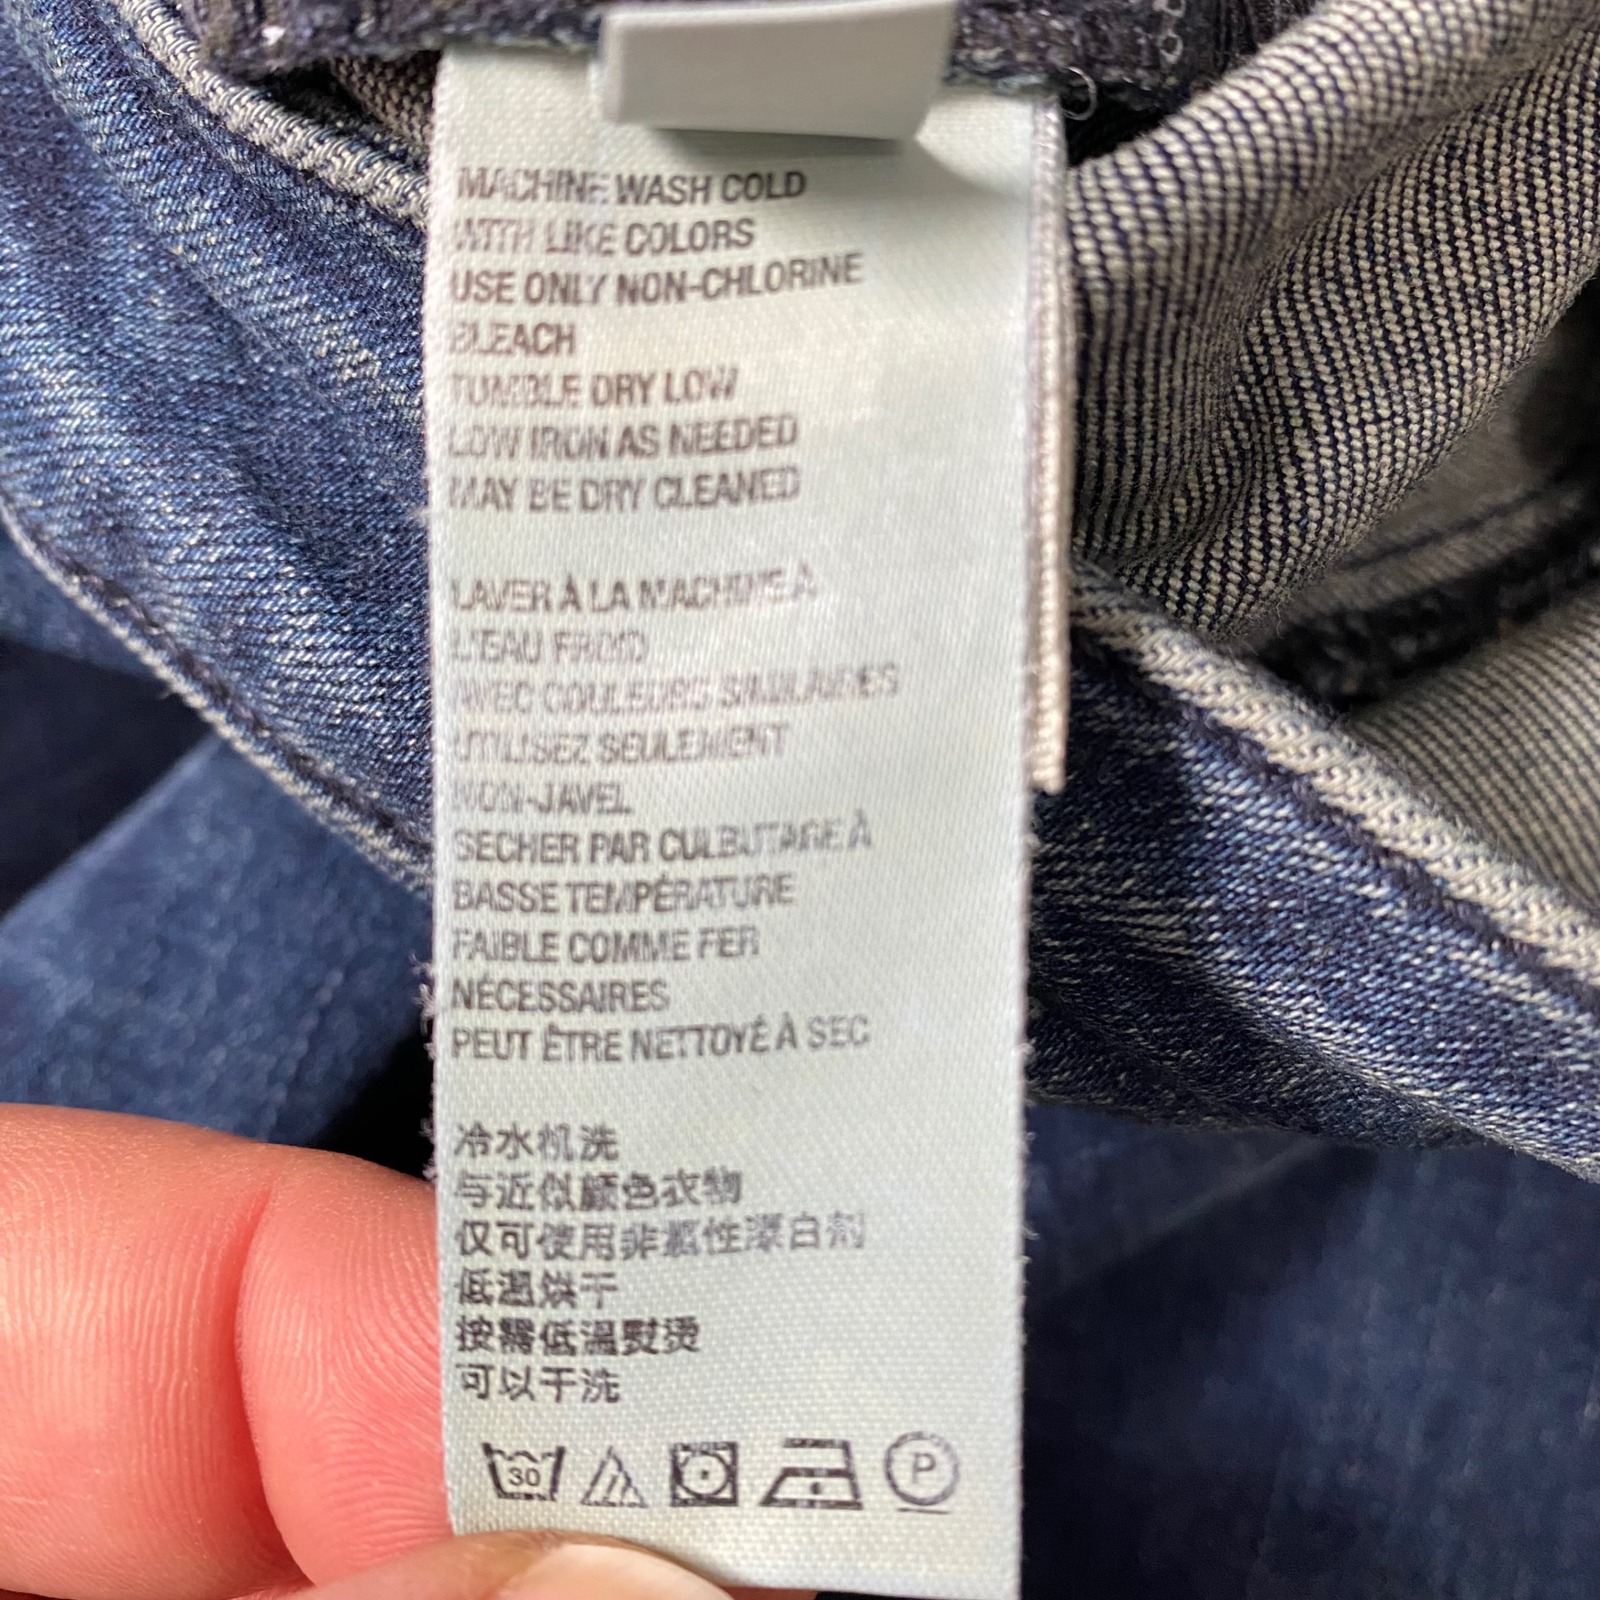 MACHINE WASH COLD
WITH LIKE COLORS
USE ONLY NON-CHLORINE
BLEACH
TUMBLE DRY LOW
LOW IRON AS NEEDED
MAY BE DRY CLEANED
LAVER À LA MACHINE À
L'EAU FROID
AVEC COULEURS SIMILAIRES
UTILISEZ SEULEMENT
NON-JAVEL
SECHER PAR CULBUTAGE À
BASSE TEMPÉRATURE
FAIBLE COMME FER
NÉCESSAIRES
PEUT ÊTRE NETTOYÉ À SEC
冷水机洗
与近似颜色衣物
仅可使用非氯性漂白剂
低温烘干
按需低温熨烫
可以干洗
30 P